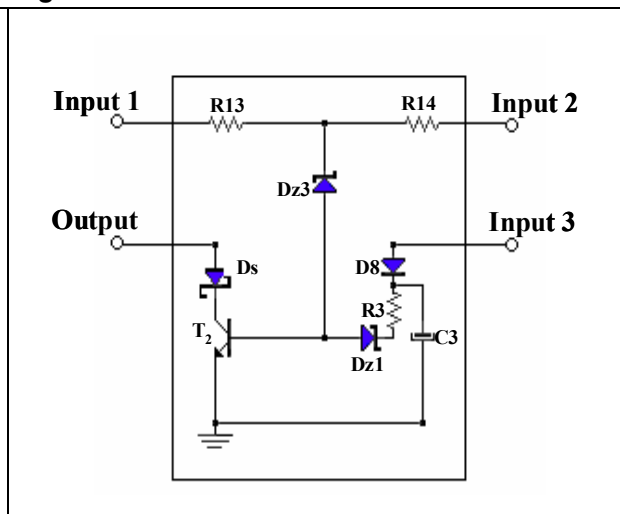 Input 1
R13
R14
Input 2
Dz3
Output
Input 3
Ds
D8
R3
T2
C3
Dz1